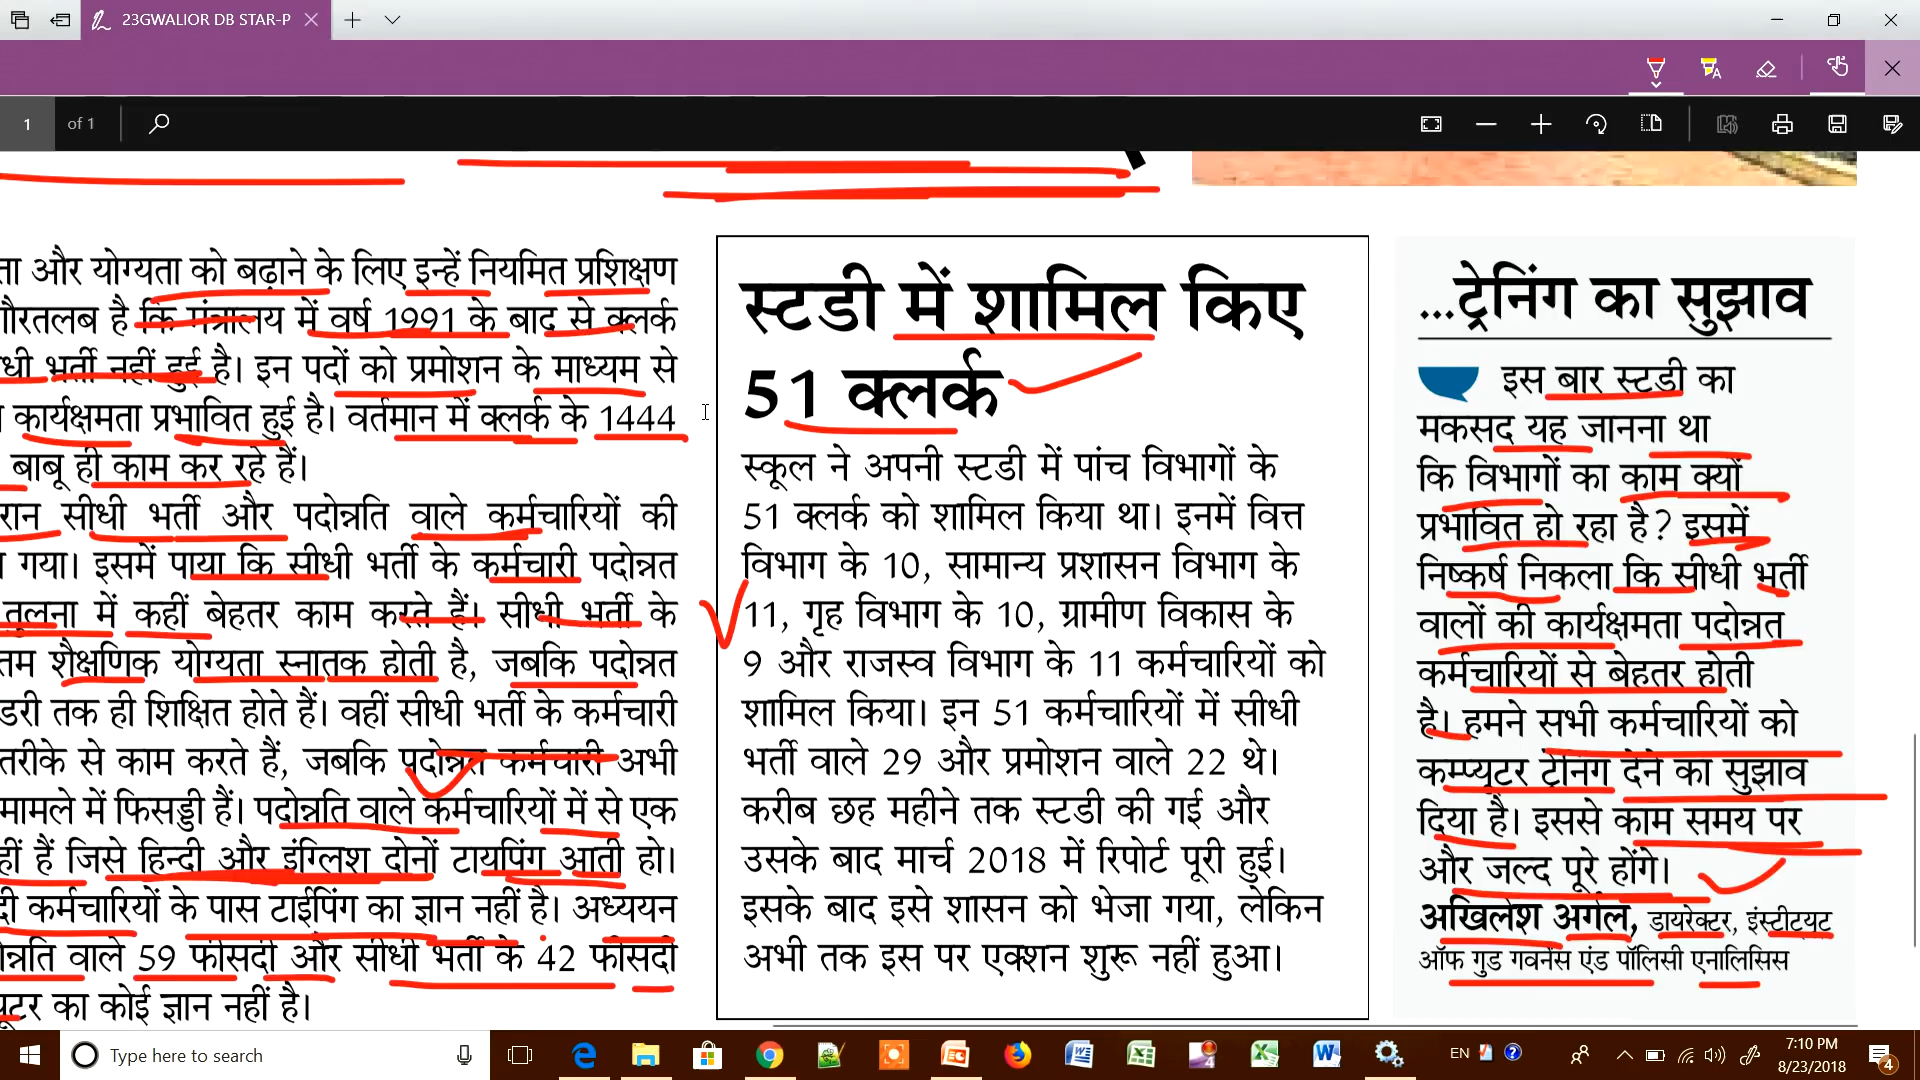 23GWALIOR DB STAR-P
1 of 1
ता और योग्यता को बढ़ाने के लिए इन्हें नियमित प्रशिक्षण
गौरतलब है कि मंत्रालय में वर्ष 1991 के बाद से क्लर्क
धी भर्ती नहीं हुई है। इन पदों को प्रमोशन के माध्यम से
कार्यक्षमता प्रभावित हुई है। वर्तमान में क्लर्क के 1444
बाबू ही काम कर रहे हैं।
रान सीधी भर्ती और पदोन्नति वाले कर्मचारियों की
गया। इसमें पाया कि सीधी भर्ती के कर्मचारी पदोन्नत
तुलना में कहीं बेहतर काम करते हैं। सीधी भर्ती के
तम शैक्षणिक योग्यता स्नातक होती है, जबकि पदोन्नत
डरी तक ही शिक्षित होते हैं। वहीं सीधी भर्ती के कर्मचारी
तरीके से काम करते हैं, जबकि पदोन्नत कर्मचारी अभी
मामले में फिसड्डी हैं। पदोन्नति वाले कर्मचारियों में से एक
हीं हैं जिसे हिन्दी और इंग्लिश दोनों टायपिंग आती हो।
दी कर्मचारियों के पास टाईपिंग का ज्ञान नहीं है। अध्ययन
न्नति वाले 59 फीसदी और सीधी भर्ती के 42 फीसदी
यूटर का कोई ज्ञान नहीं है।
स्टडी में शामिल किए
51 क्लर्क
स्कूल ने अपनी स्टडी में पांच विभागों के
51 क्लर्क को शामिल किया था। इनमें वित्त
विभाग के 10, सामान्य प्रशासन विभाग के
11, गृह विभाग के 10, ग्रामीण विकास के
9 और राजस्व विभाग के 11 कर्मचारियों को
शामिल किया। इन 51 कर्मचारियों में सीधी
भर्ती वाले 29 और प्रमोशन वाले 22 थे।
करीब छह महीने तक स्टडी की गई और
उसके बाद मार्च 2018 में रिपोर्ट पूरी हुई।
इसके बाद इसे शासन को भेजा गया, लेकिन
अभी तक इस पर एक्शन शुरू नहीं हुआ।
...ट्रेनिंग का सुझाव
इस बार स्टडी का
मकसद यह जानना था
कि विभागों का काम क्यों
प्रभावित हो रहा है? इसमें
निष्कर्ष निकला कि सीधी भर्ती
वालों की कार्यक्षमता पदोन्नत
कर्मचारियों से बेहतर होती
है। हमने सभी कर्मचारियों को
कम्प्यूटर ट्रेनिंग देने का सुझाव
दिया है। इससे काम समय पर
और जल्द पूरे होंगे।
अखिलेश अर्गल, डायरेक्टर, इंस्टीट्यूट
ऑफ गुड गवर्नेंस एंड पॉलिसी एनालिसिस
Type here to search
EN
7:10 PM
8/23/2018
4